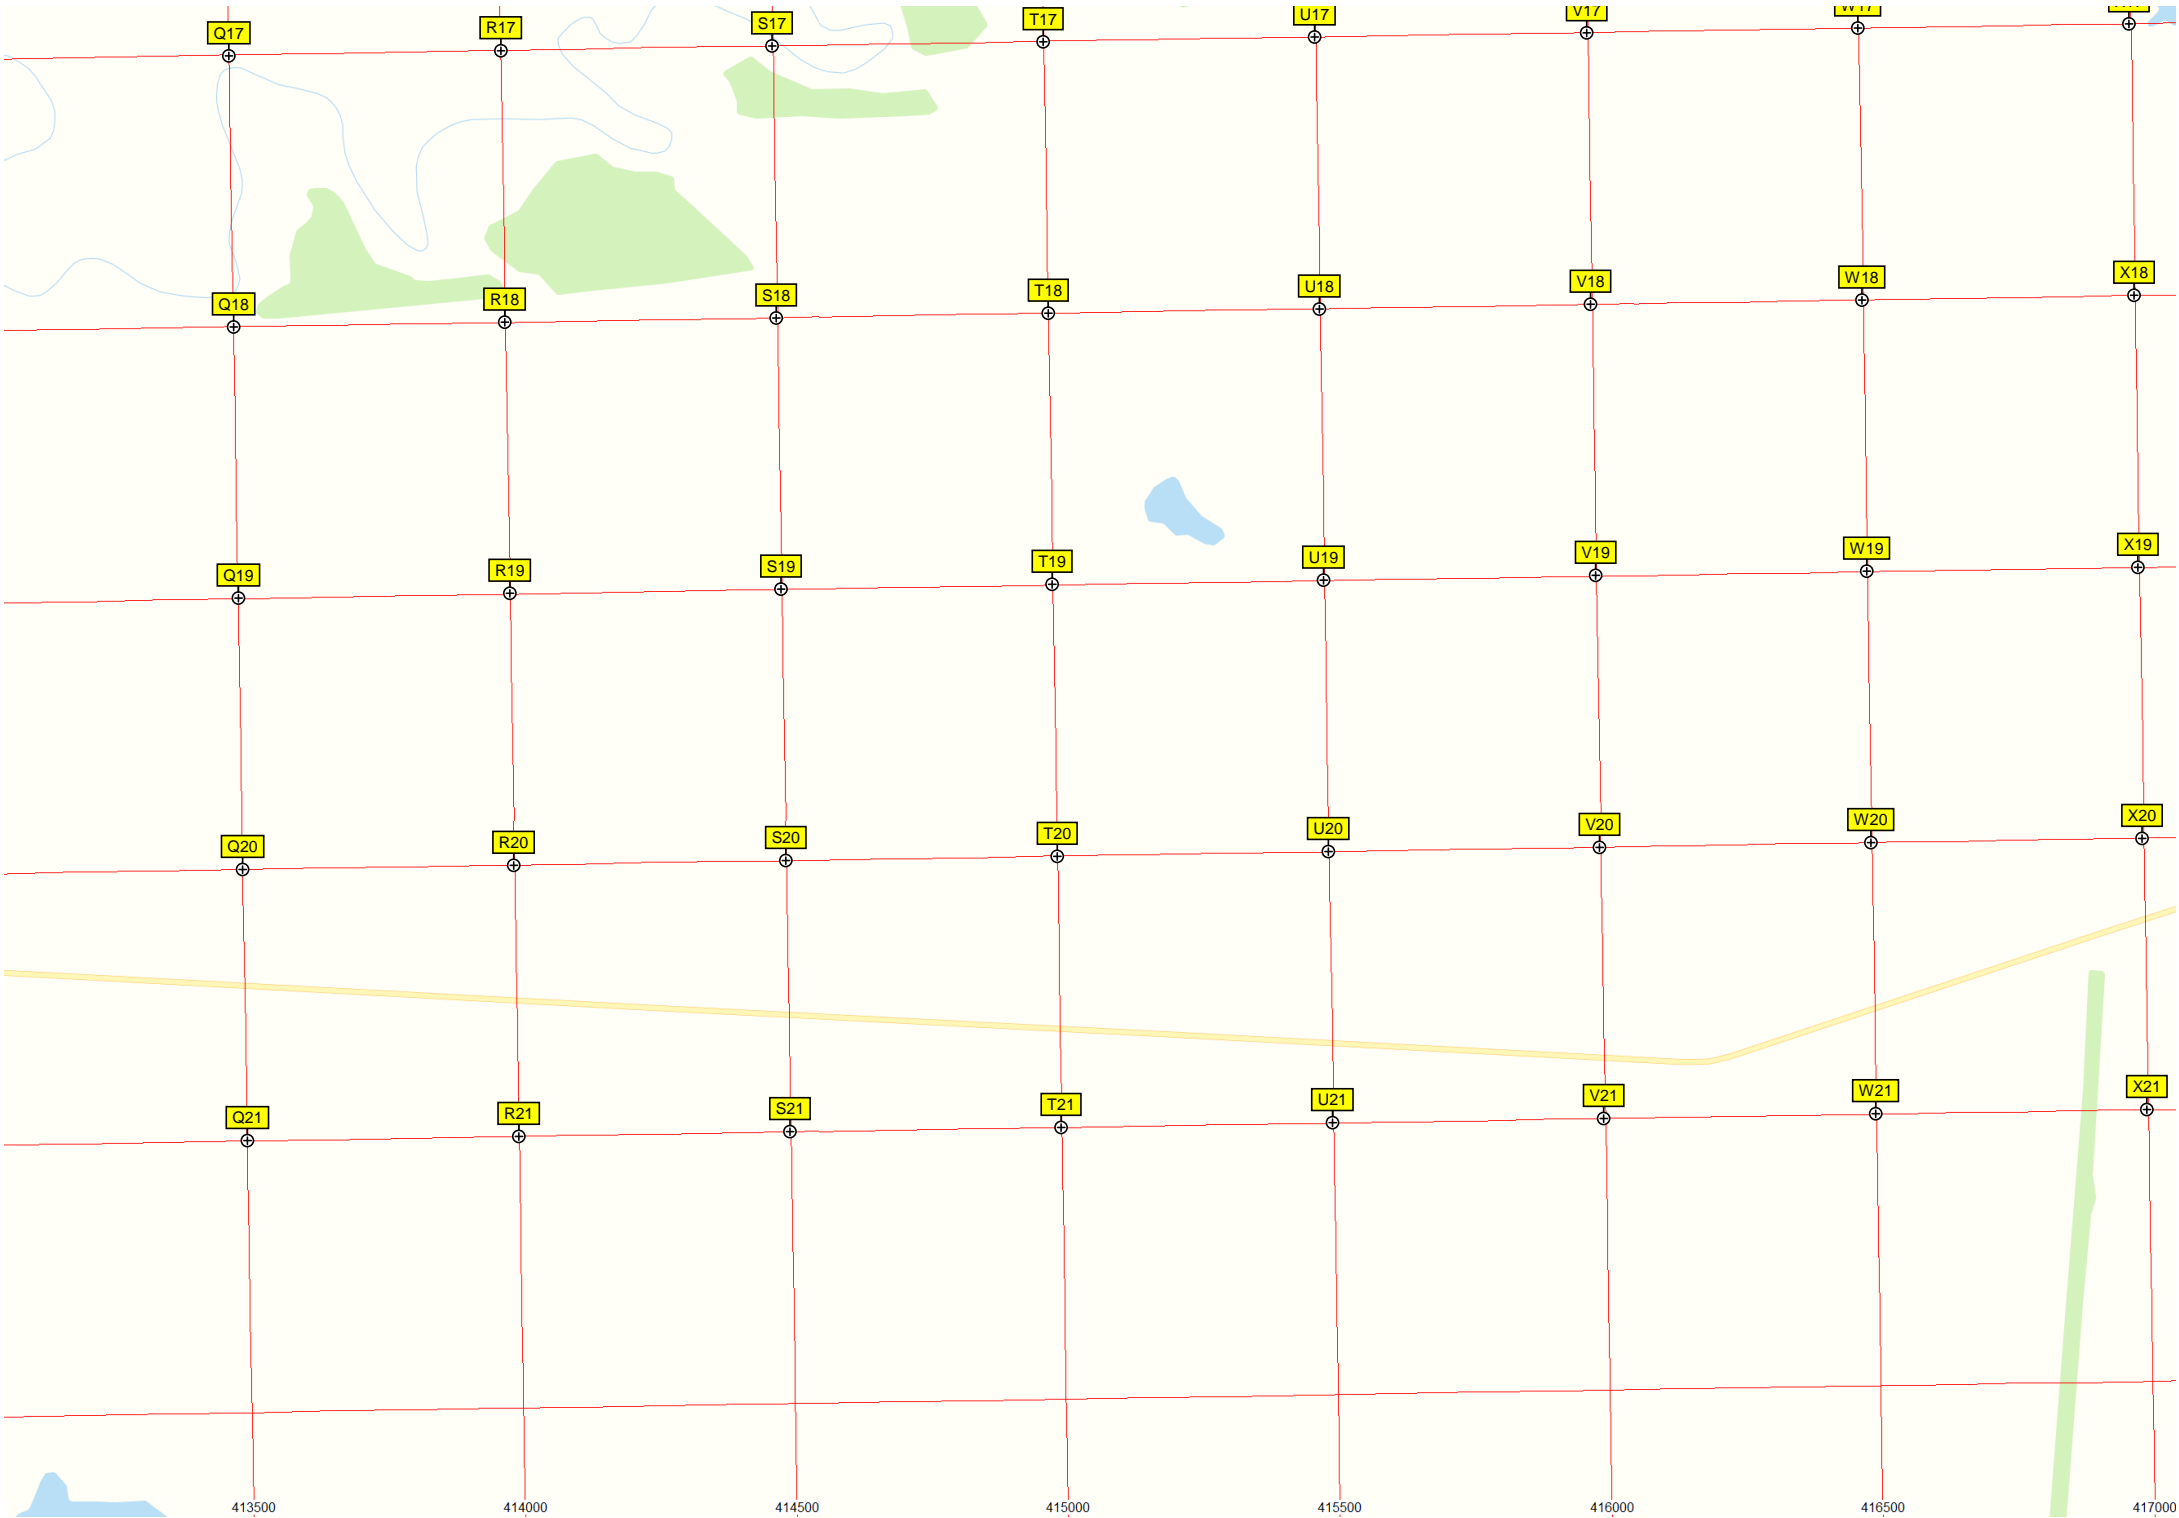 Q17 R17 S17 T17 U17 V17 W17
Q18 R18 S18 T18 U18 V18 W18 X18
Q19 R19 S19 T19 U19 V19 W19 X19
Q20 R20 S20 T20 U20 V20 W20 X20
Q21 R21 S21 T21 U21 V21 W21 X21
413500 414000 414500 415000 415500 416000 416500 417000